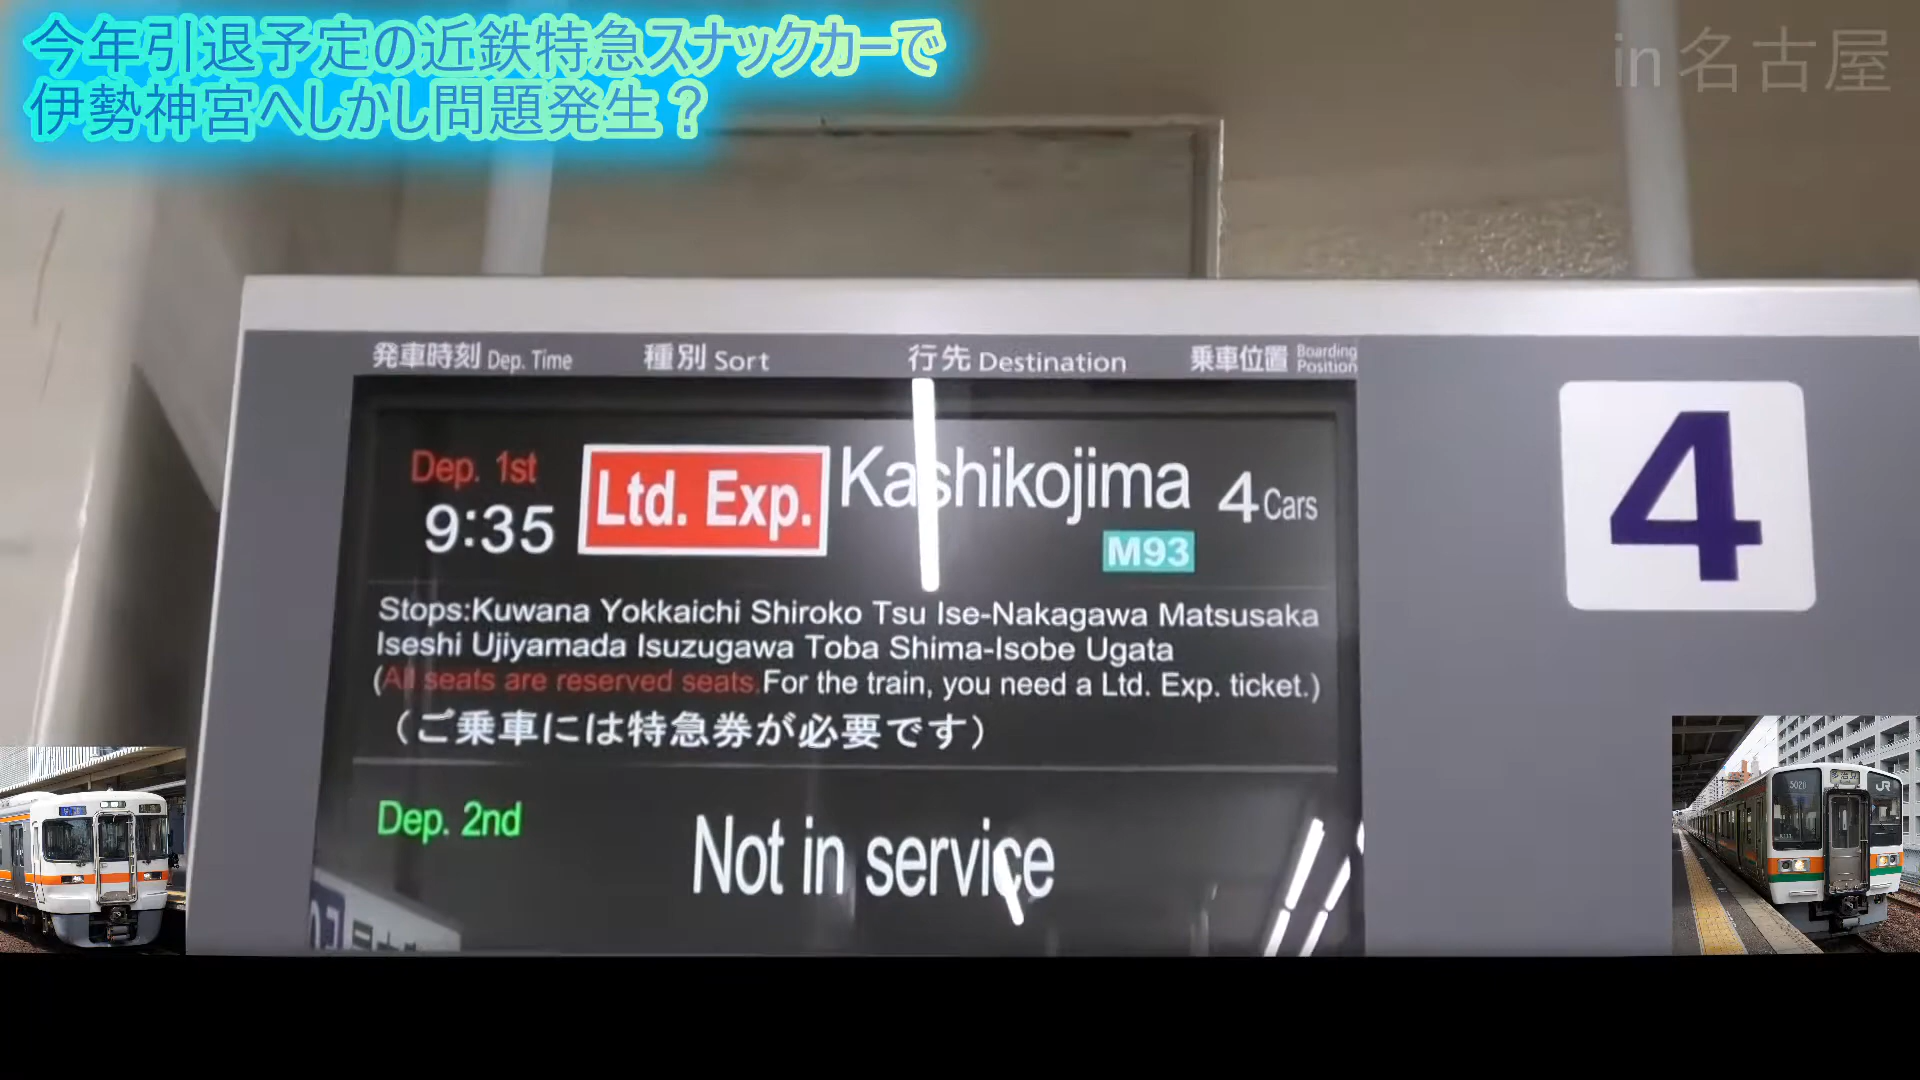 今年引退予定の近鉄特急スナックカーで
伊勢神宮へしかし問題発生？
in 名古屋
発車時刻 Dep. Time 種別 Sort 行先 Destination 乗車位置 Boarding Position
4
Dep. 1st
9:35 Ltd. Exp. Kashikojima 4 Cars
M93
Stops:Kuwana Yokkaichi Shiroko Tsu Ise-Nakagawa Matsusaka
Iseshi Ujiyamada Isuzugawa Toba Shima-Isobe Ugata
(All seats are reserved seats.For the train, you need a Ltd. Exp. ticket.)
（ご乗車には特急券が必要です）
Dep. 2nd
Not in service
JR